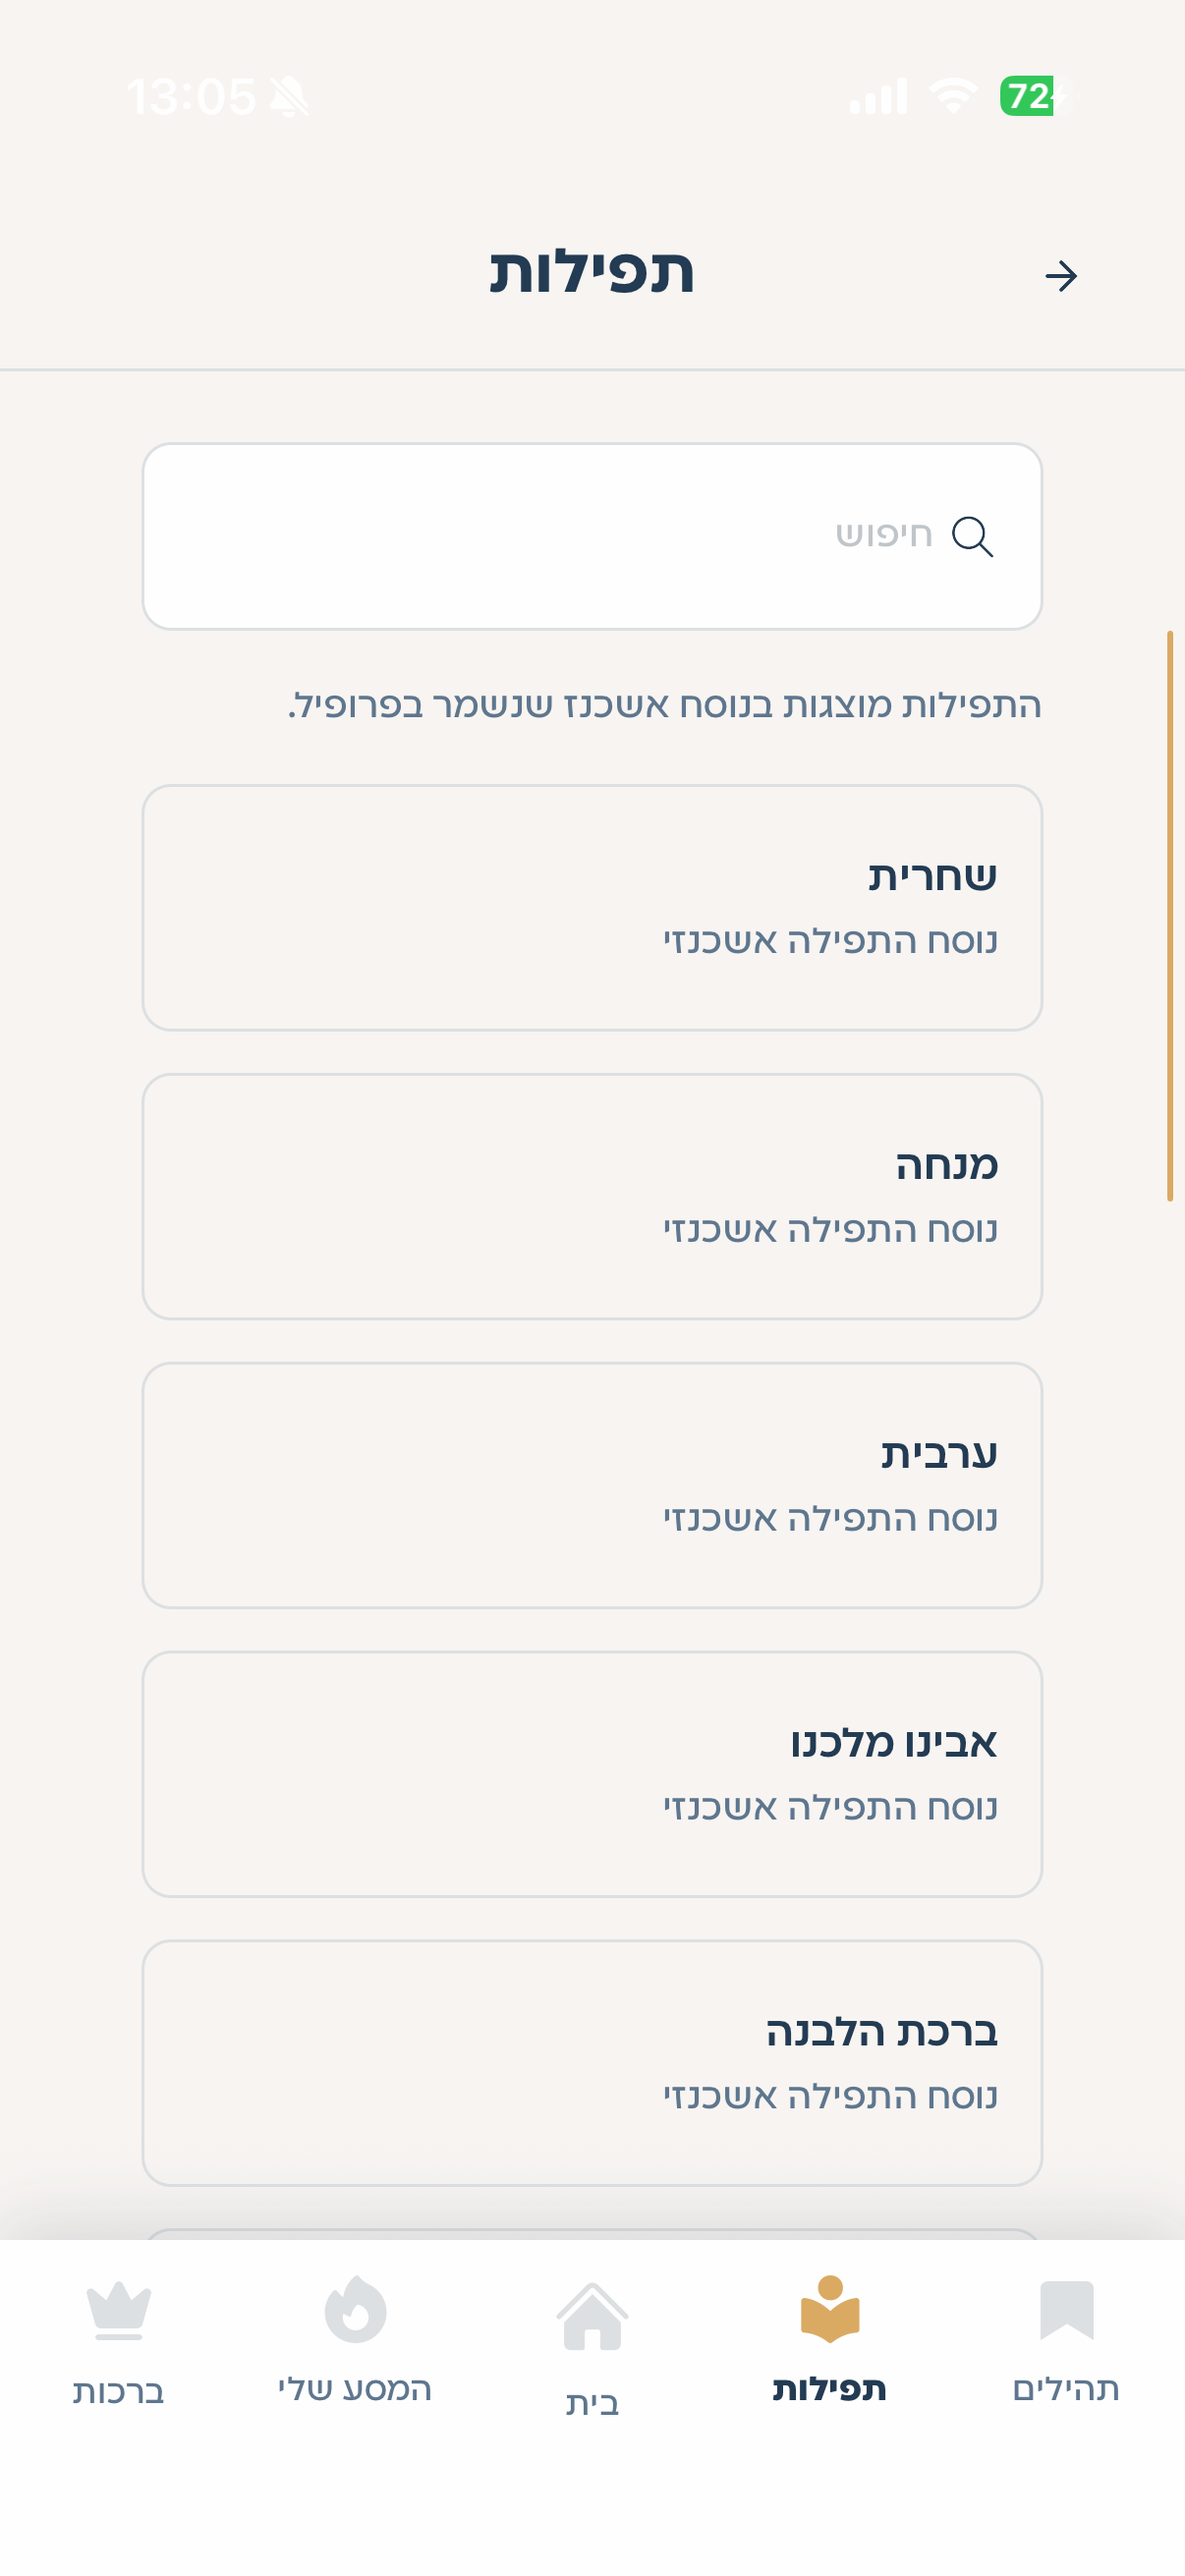 13:05
72
תפילות
חיפוש
התפילות מוצגות בנוסח אשכנז שנשמר בפרופיל.
שחרית
נוסח התפילה אשכנזי
מנחה
נוסח התפילה אשכנזי
ערבית
נוסח התפילה אשכנזי
אבינו מלכנו
נוסח התפילה אשכנזי
ברכת הלבנה
נוסח התפילה אשכנזי
תהילים
תפילות
בית
המסע שלי
ברכות